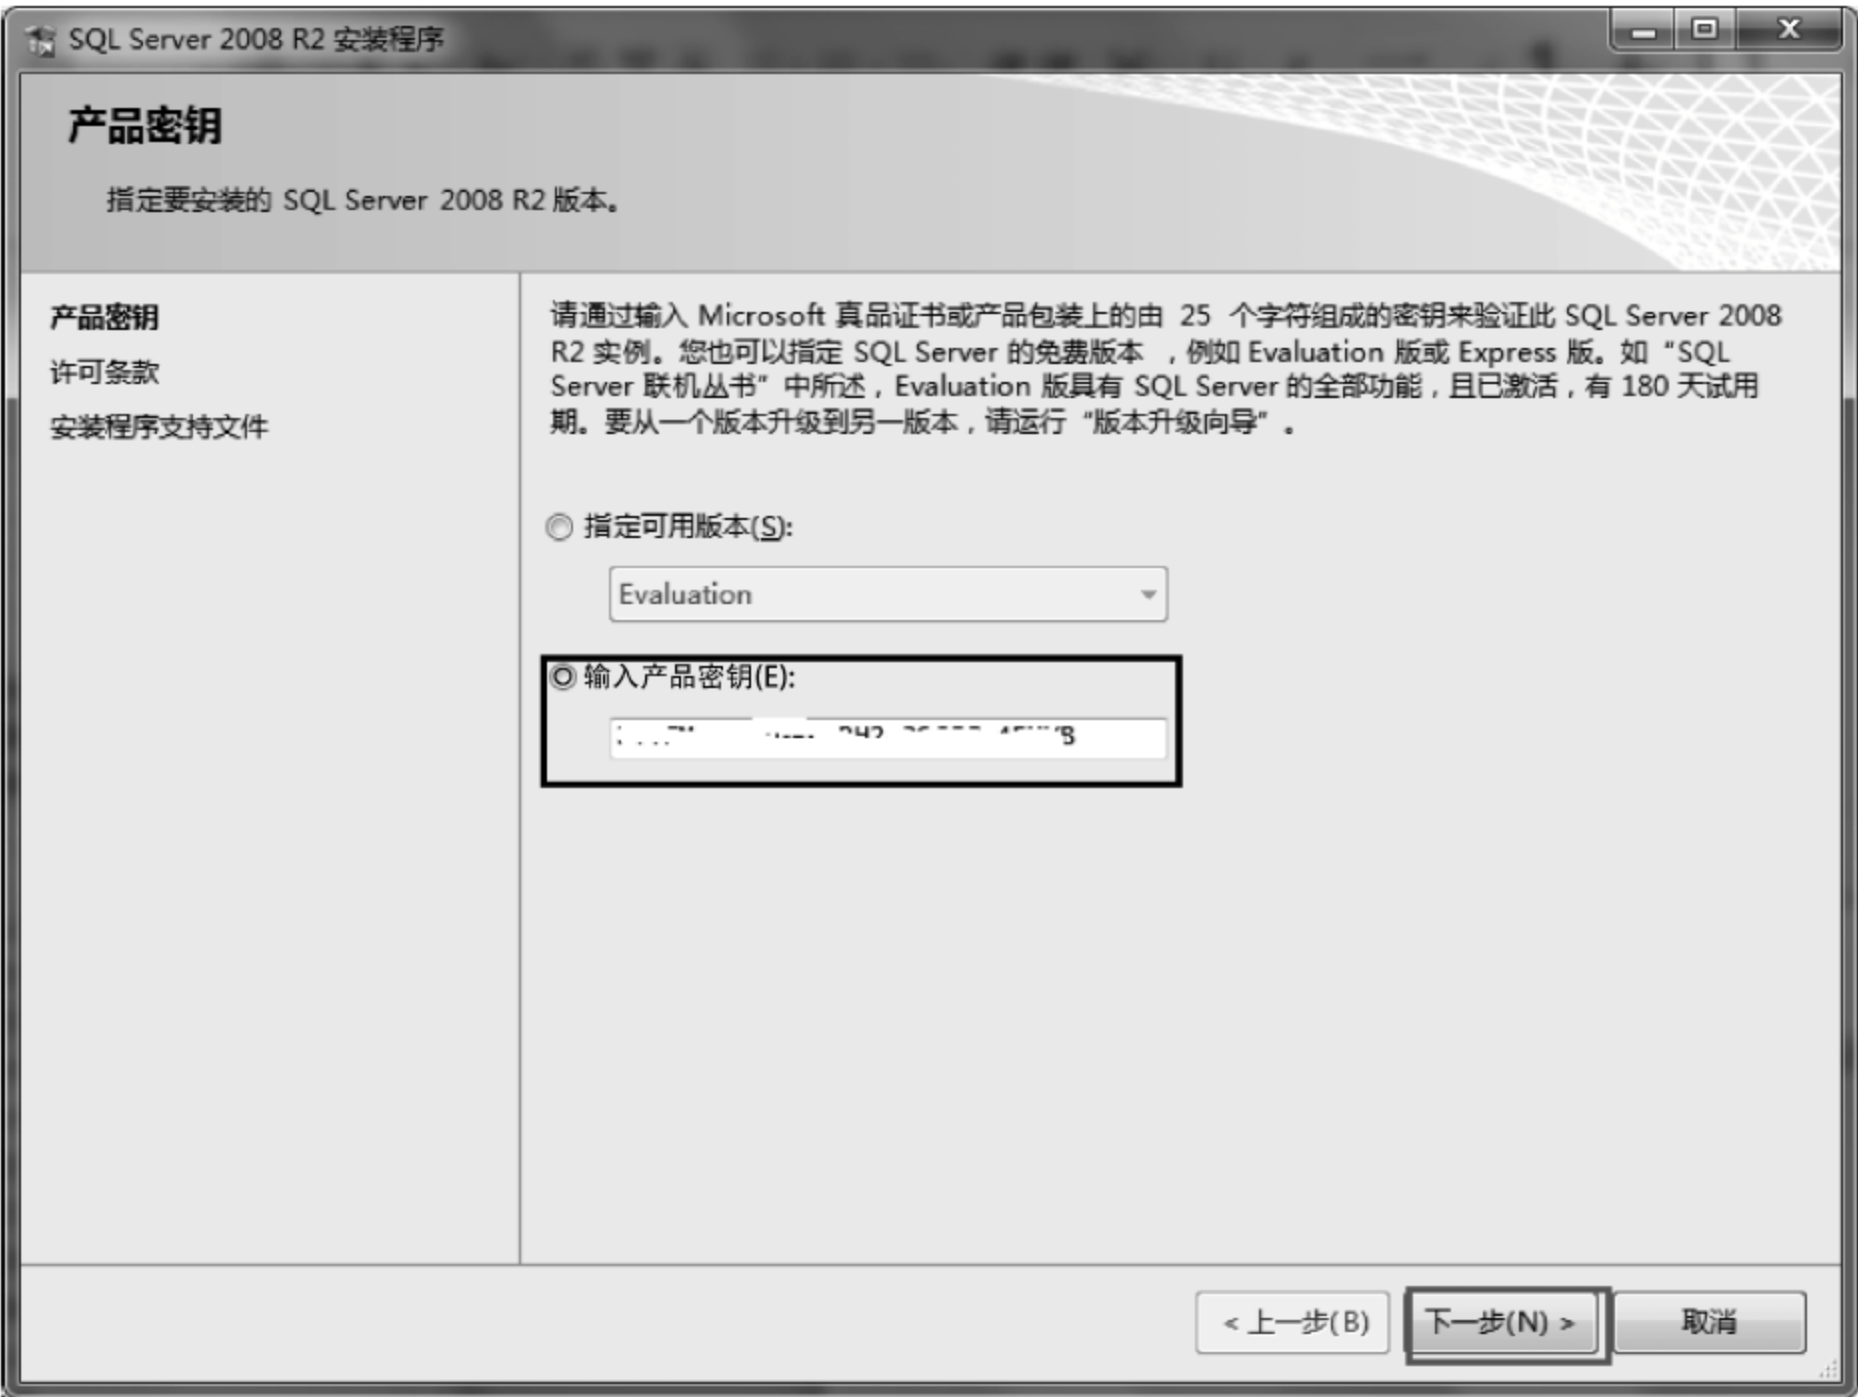 SQL Server 2008 R2 安装程序
产品密钥
指定要安装的 SQL Server 2008 R2 版本。
产品密钥
许可条款
安装程序支持文件
请通过输入 Microsoft 真品证书或产品包装上的由 25 个字符组成的密钥来验证此 SQL Server 2008
R2 实例。您也可以指定 SQL Server 的免费版本 ，例如 Evaluation 版或 Express 版。如“SQL
Server 联机丛书”中所述，Evaluation 版具有 SQL Server 的全部功能，且已激活，有 180 天试用
期。要从一个版本升级到另一版本，请运行“版本升级向导”。
指定可用版本(S):
Evaluation
输入产品密钥(E):
< 上一步(B)
下一步(N) >
取消